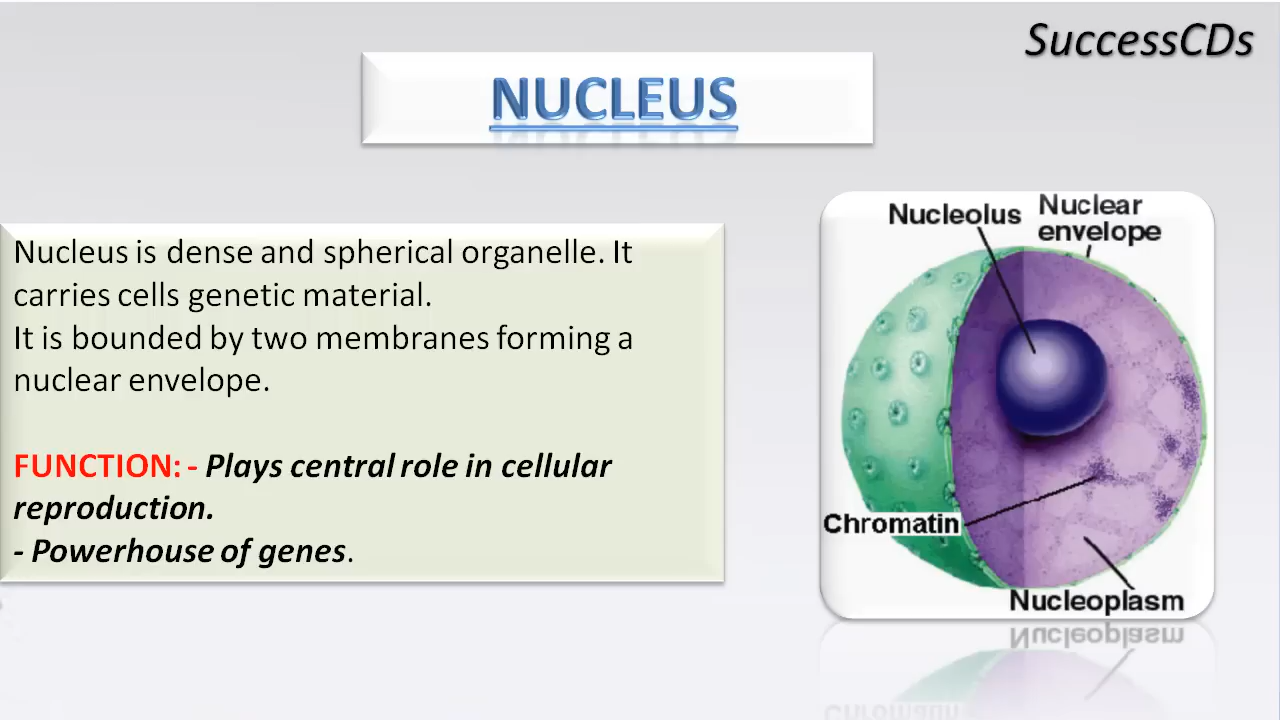 SuccessCDs
NUCLEUS
Nucleus is dense and spherical organelle. It
carries cells genetic material.
It is bounded by two membranes forming a
nuclear envelope.
FUNCTION: - Plays central role in cellular
reproduction.
- Powerhouse of genes.
Nucleolus
Nuclear
envelope
Chromatin
Nucleoplasm